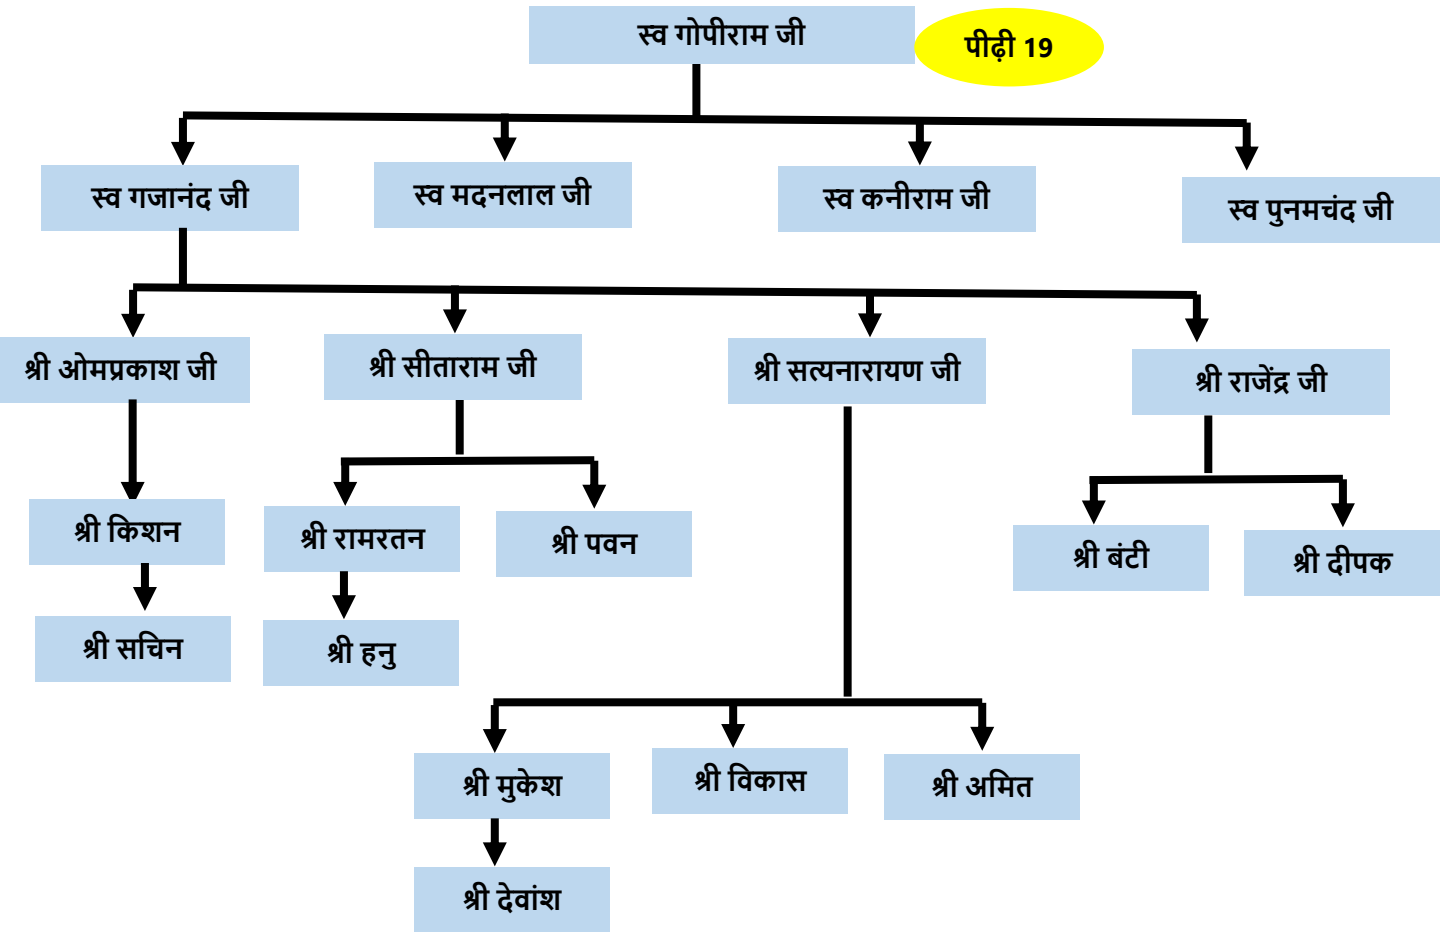 स्व गोपीराम जी
पीढ़ी 19
स्व गजानंद जी
स्व मदनलाल जी
स्व कनीराम जी
स्व पुनमचंद जी
श्री ओमप्रकाश जी
श्री सीताराम जी
श्री सत्यनारायण जी
श्री राजेंद्र जी
श्री किशन
श्री रामरतन
श्री पवन
श्री बंटी
श्री दीपक
श्री सचिन
श्री हनु
श्री मुकेश
श्री विकास
श्री अमित
श्री देवांश